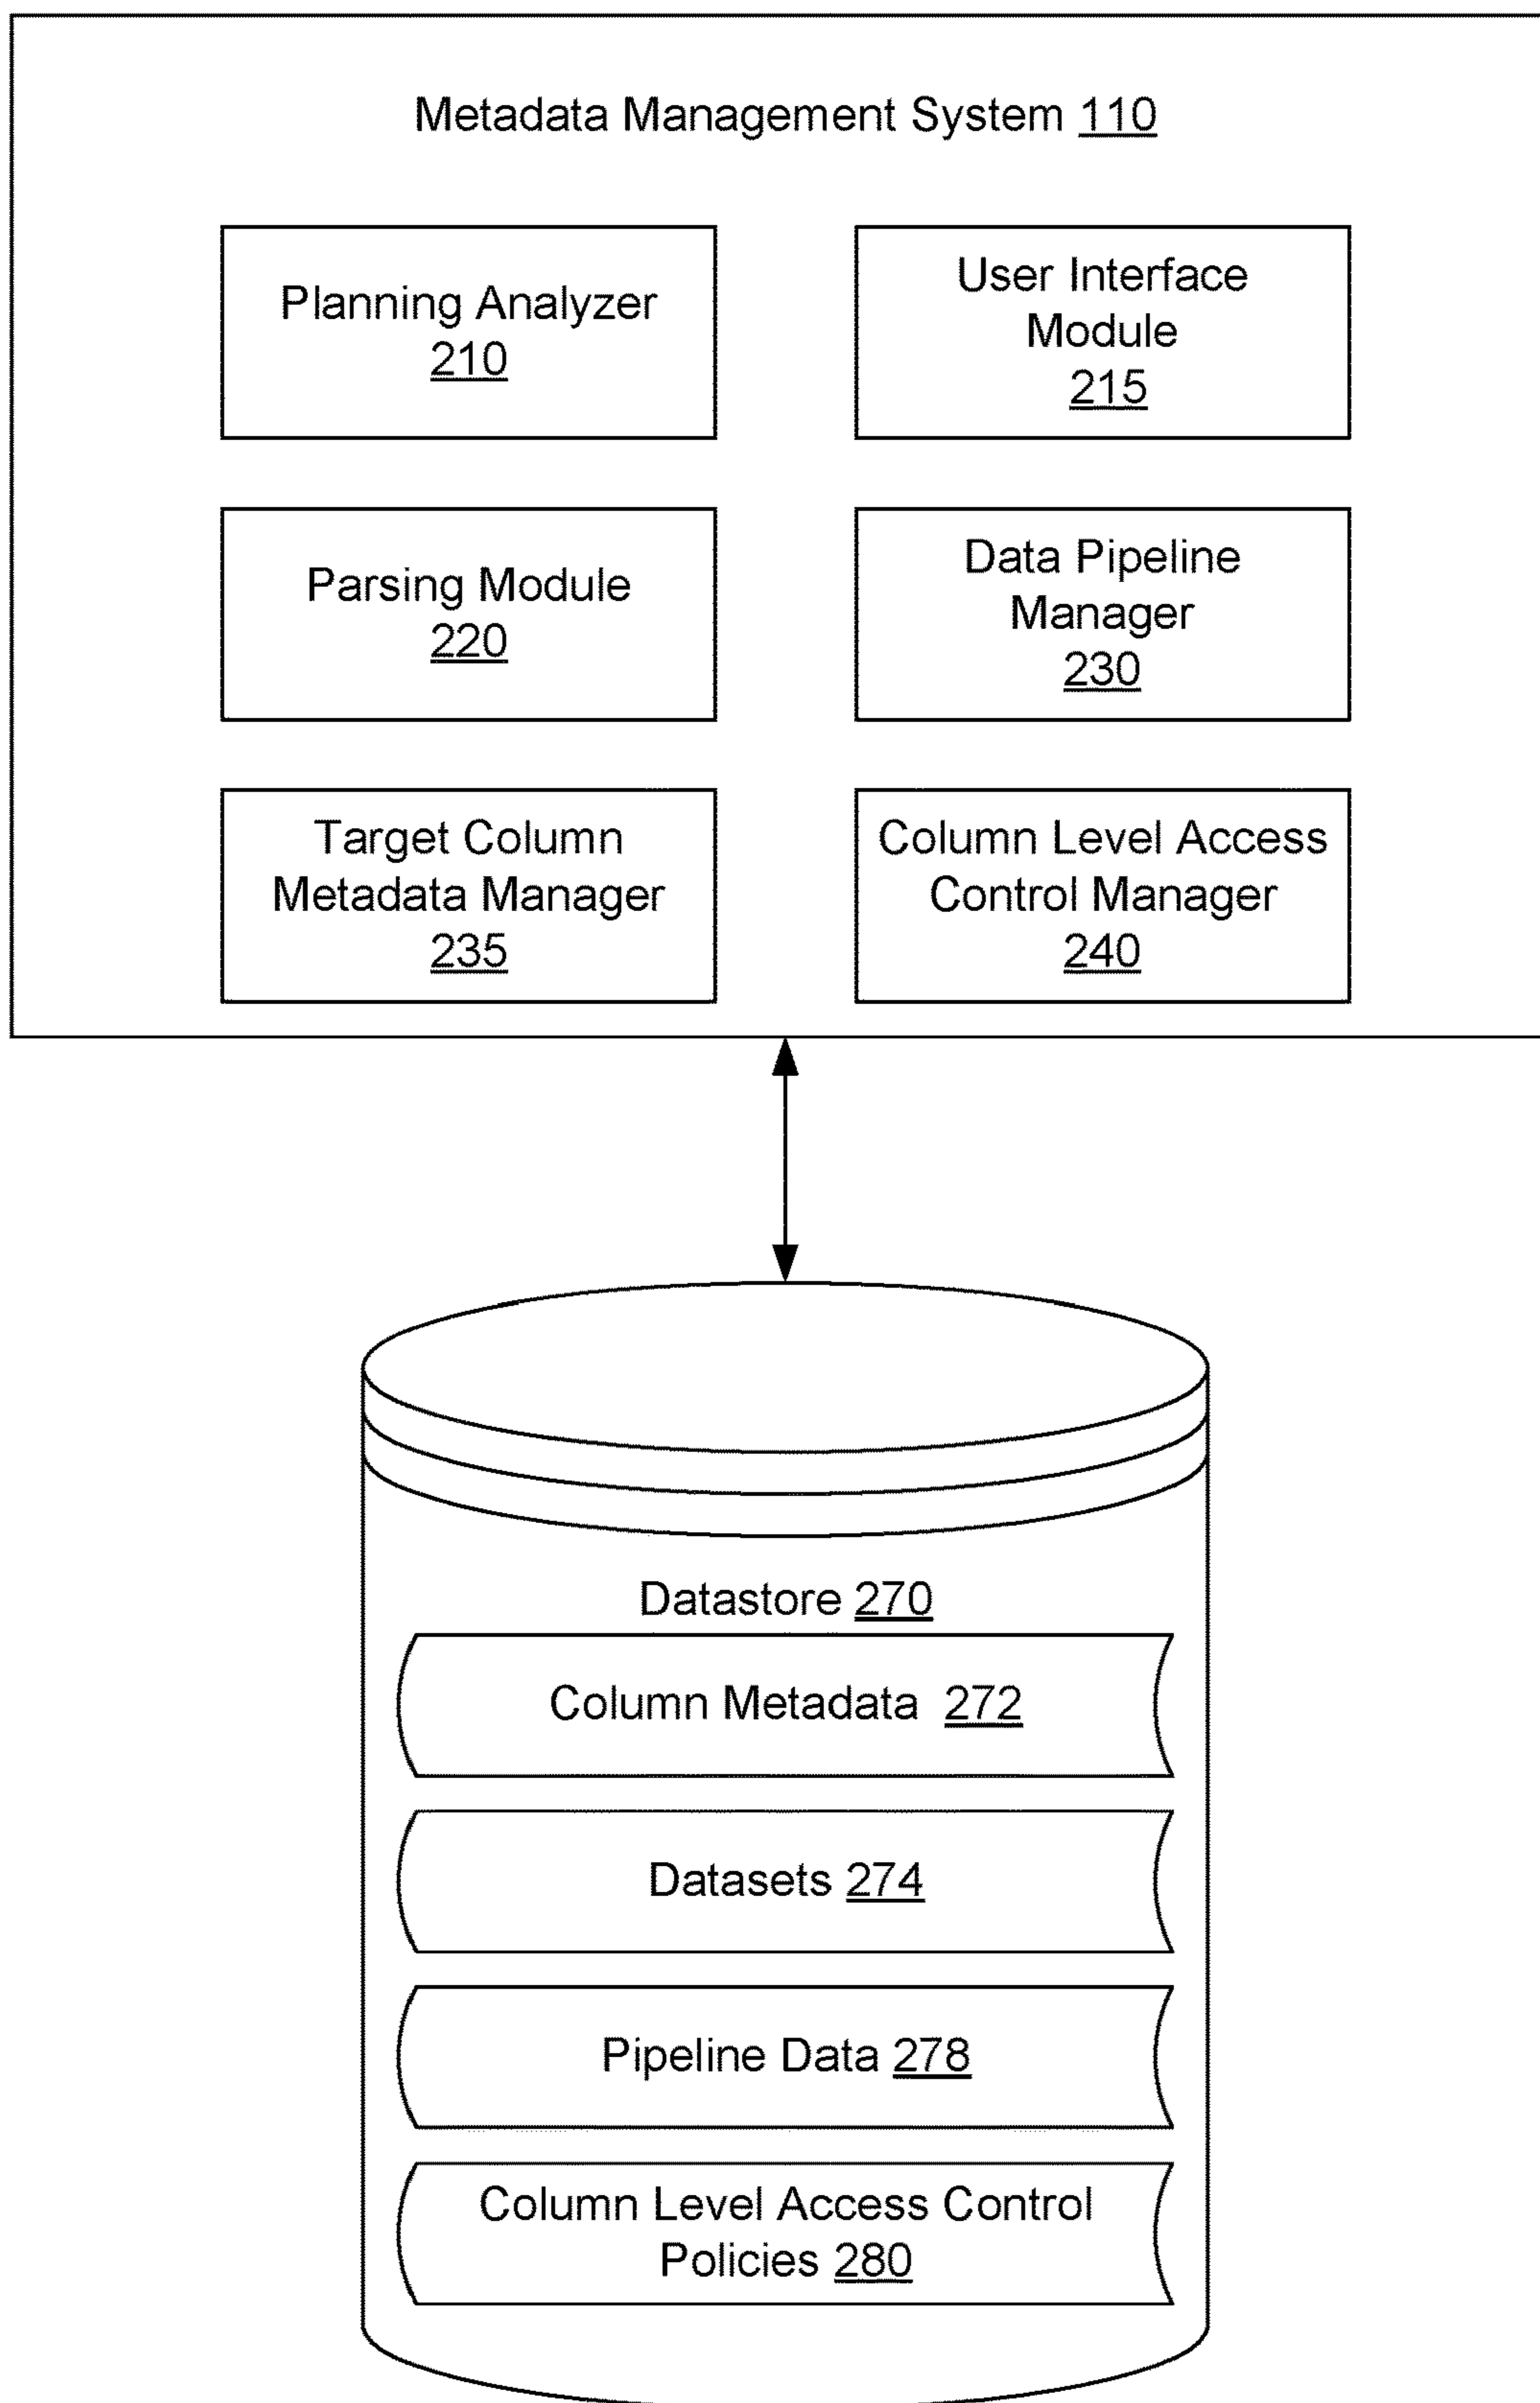 Metadata Management System 110
Planning Analyzer
210
User Interface
Module
215
Parsing Module
220
Data Pipeline
Manager
230
Target Column
Metadata Manager
235
Column Level Access
Control Manager
240
Datastore 270
Column Metadata 272
Datasets 274
Pipeline Data 278
Column Level Access Control
Policies 280